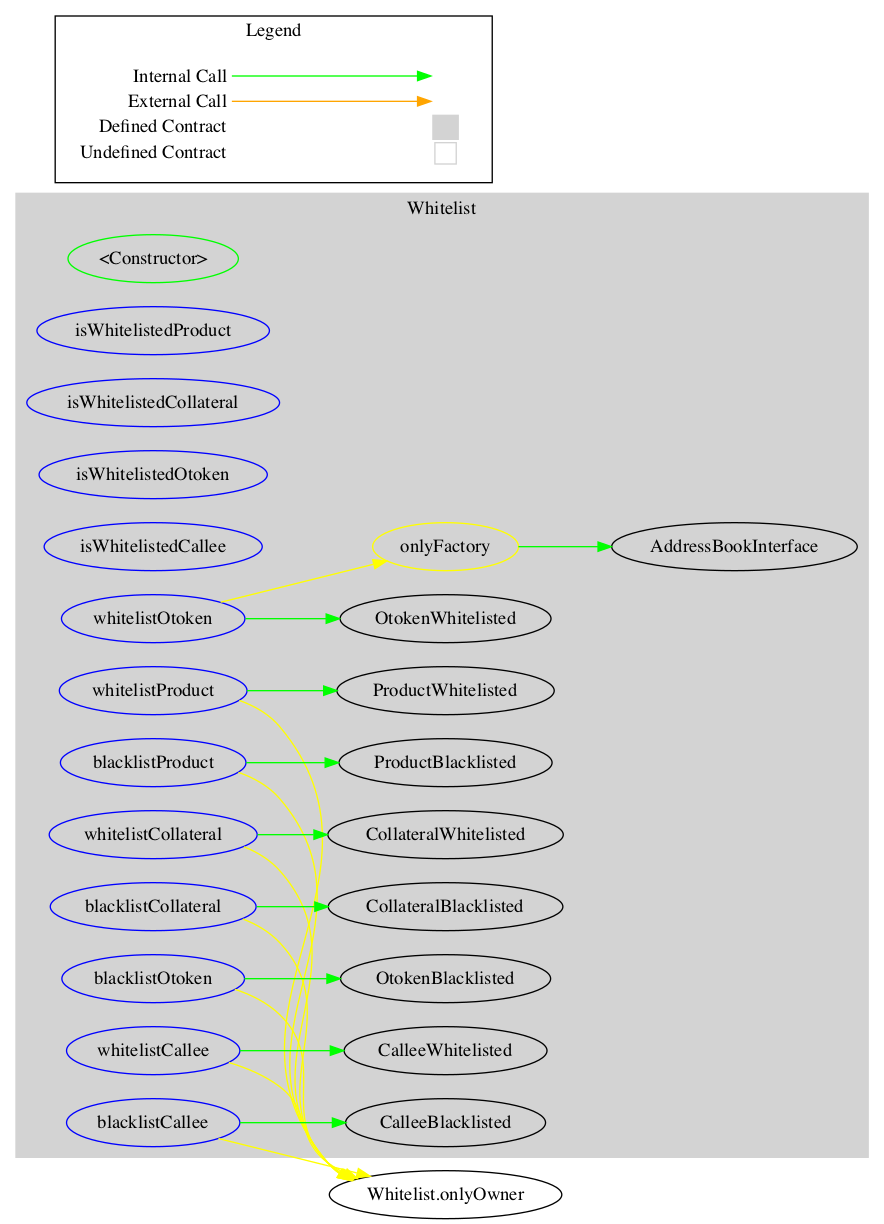 Legend
Internal Call
External Call
Defined Contract
Undefined Contract
Whitelist
<Constructor>
isWhitelistedProduct
isWhitelistedCollateral
isWhitelistedOtoken
isWhitelistedCallee
onlyFactory
AddressBookInterface
whitelistOtoken
OtokenWhitelisted
whitelistProduct
ProductWhitelisted
blacklistProduct
ProductBlacklisted
whitelistCollateral
CollateralWhitelisted
blacklistCollateral
CollateralBlacklisted
blacklistOtoken
OtokenBlacklisted
whitelistCallee
CalleeWhitelisted
blacklistCallee
CalleeBlacklisted
Whitelist.onlyOwner